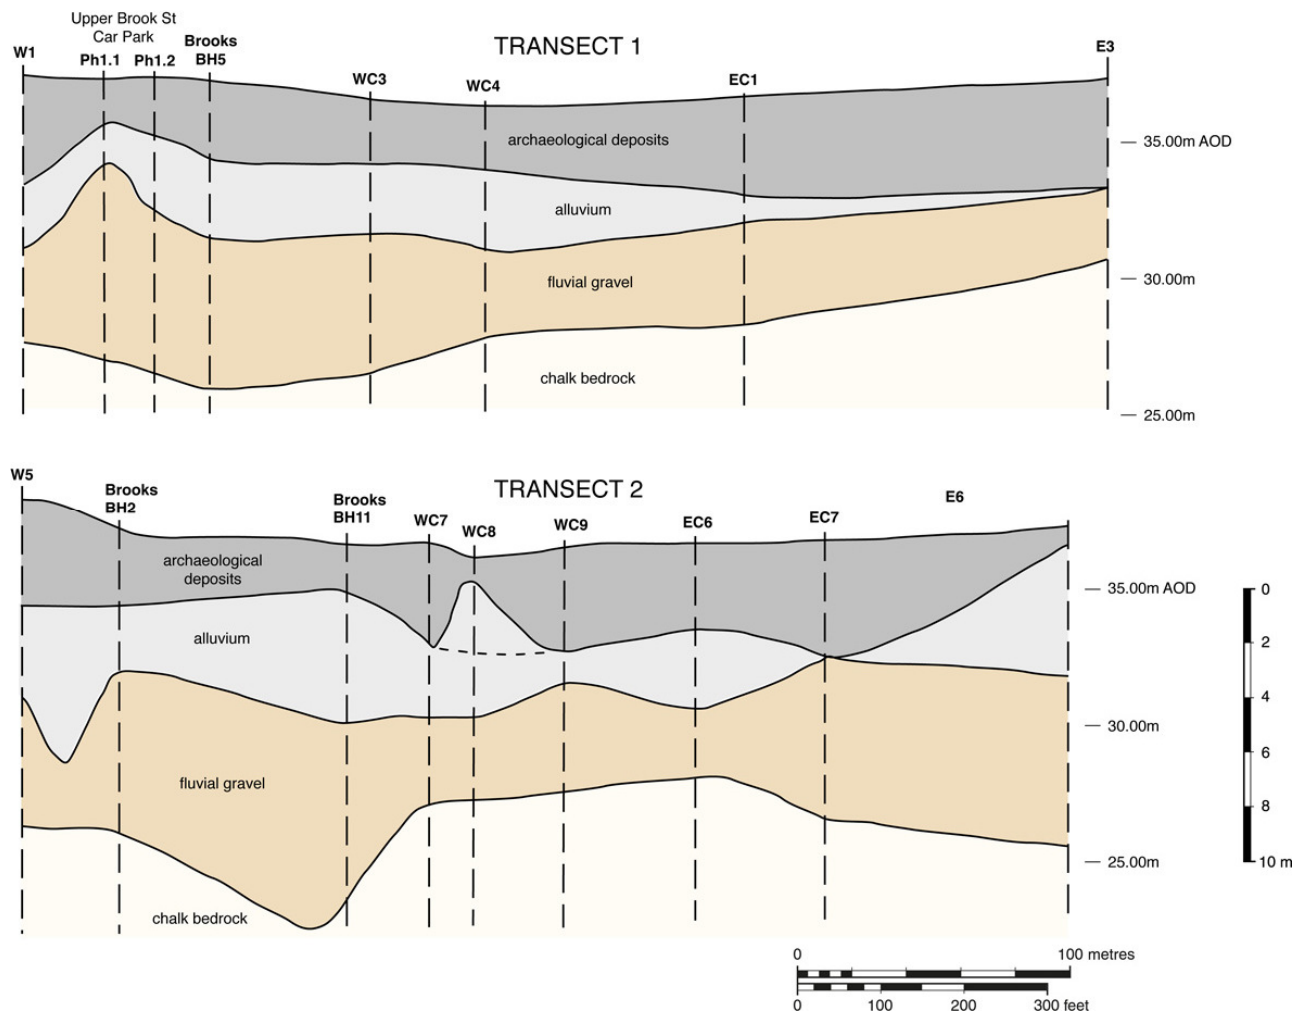 Upper Brook St
Car Park
W1
Ph1.1
Ph1.2
Brooks
BH5
TRANSECT 1
WC3
WC4
EC1
E3
archaeological deposits
35.00m AOD
alluvium
fluvial gravel
30.00m
chalk bedrock
25.00m
W5
Brooks
BH2
TRANSECT 2
Brooks
BH11
WC7
WC8
WC9
EC6
EC7
E6
archaeological
deposits
35.00m AOD
alluvium
30.00m
fluvial gravel
25.00m
chalk bedrock
0
2
4
6
8
10 m
0 100 metres
0 100 200 300 feet